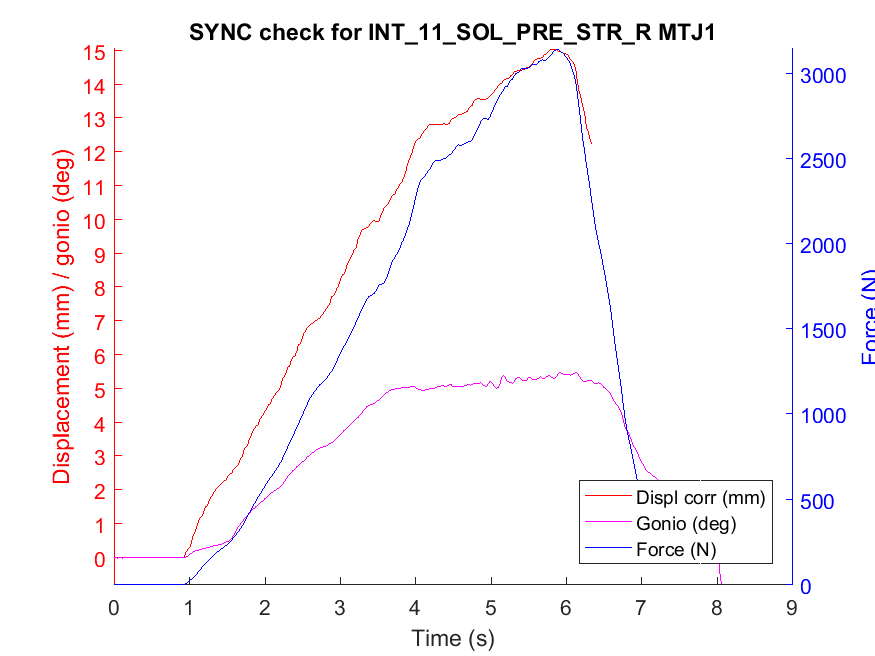 SYNC check for INT_11_SOL_PRE_STR_R MTJ1
15
14
13
12
11
10
9
8
7
6
5
4
3
2
1
0
Displacement (mm) / gonio (deg)
3000
2500
2000
1500
1000
500
0
Force (N)
Displ corr (mm)
Gonio (deg)
Force (N)
0 1 2 3 4 5 6 7 8 9
Time (s)